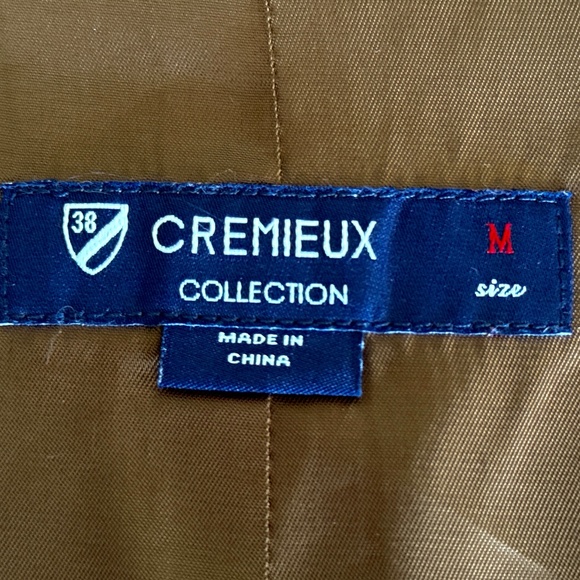 38
CREMIEUX
COLLECTION
M
size
MADE IN
CHINA